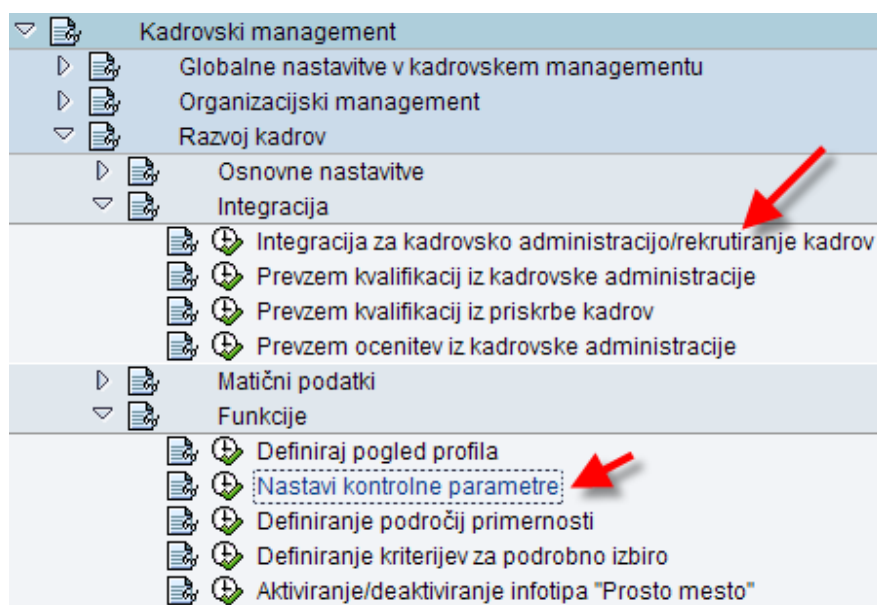 Kadrovski management
Globalne nastavitve v kadrovskem managementu
Organizacijski management
Razvoj kadrov
Osnovne nastavitve
Integracija
Integracija za kadrovsko administracijo/rekrutiranje kadrov
Prevzem kvalifikacij iz kadrovske administracije
Prevzem kvalifikacij iz priskrbe kadrov
Prevzem ocenitev iz kadrovske administracije
Matični podatki
Funkcije
Definiraj pogled profila
Nastavi kontrolne parametre
Definiranje področij primernosti
Definiranje kriterijev za podrobno izbiro
Aktiviranje/deaktiviranje infotipa "Prosto mesto"